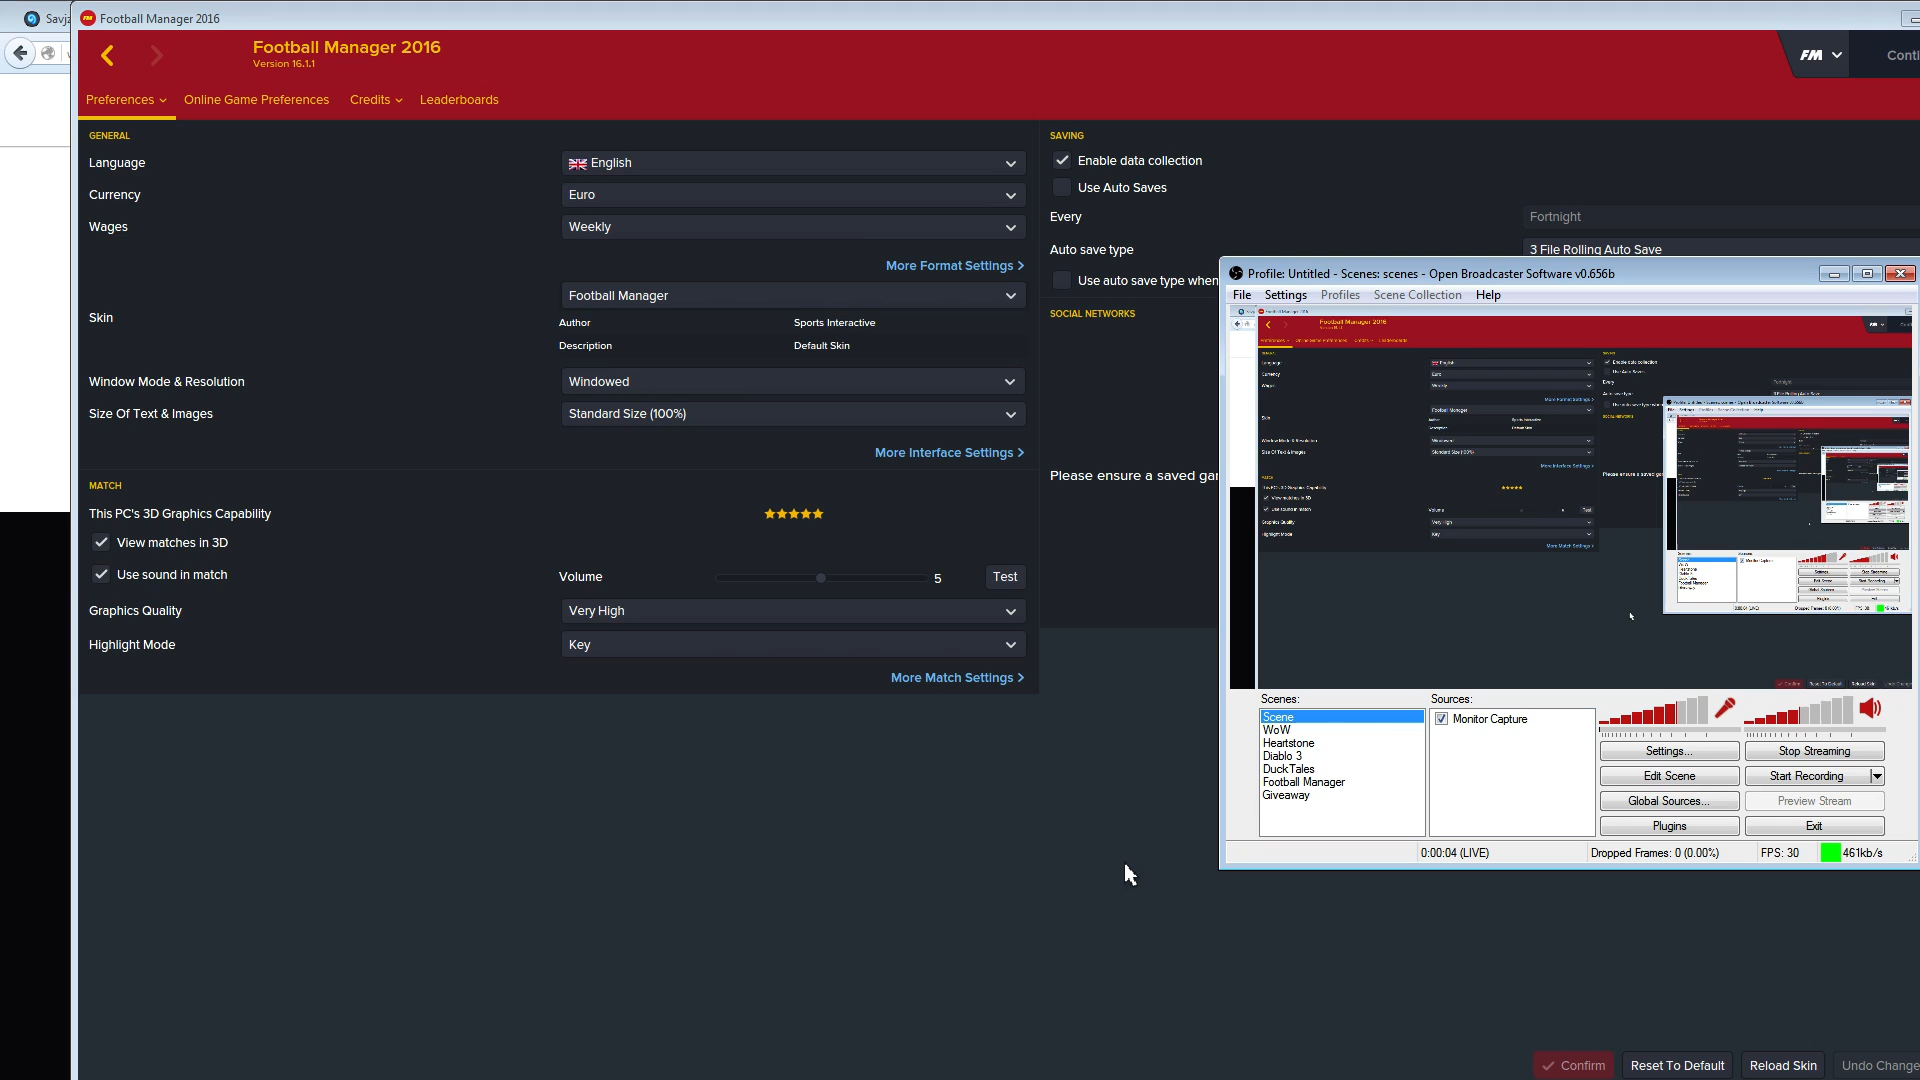 Savjz
Football Manager 2016
Football Manager 2016
Version 16.1.1
FM
Conti
Preferences
Online Game Preferences
Credits
Leaderboards
GENERAL
Language
English
Currency
Euro
Wages
Weekly
More Format Settings >
Skin
Football Manager
Author
Sports Interactive
Description
Default Skin
Window Mode & Resolution
Windowed
Size Of Text & Images
Standard Size (100%)
More Interface Settings >
MATCH
This PC's 3D Graphics Capability
View matches in 3D
Use sound in match
Volume
5
Test
Graphics Quality
Very High
Highlight Mode
Key
More Match Settings >
SAVING
Enable data collection
Use Auto Saves
Every
Fortnight
Auto save type
3 File Rolling Auto Save
Use auto save type when
SOCIAL NETWORKS
Please ensure a saved gar
Profile: Untitled - Scenes: scenes - Open Broadcaster Software v0.656b
File
Settings
Profiles
Scene Collection
Help
Scenes:
Scene
WoW
Heartstone
Diablo 3
DuckTales
Football Manager
Giveaway
Sources:
Monitor Capture
Settings...
Stop Streaming
Edit Scene
Start Recording
Global Sources...
Preview Stream
Plugins
Exit
0:00:04 (LIVE)
Dropped Frames: 0 (0.00%)
FPS: 30
461kb/s
Confirm
Reset To Default
Reload Skin
Undo Change